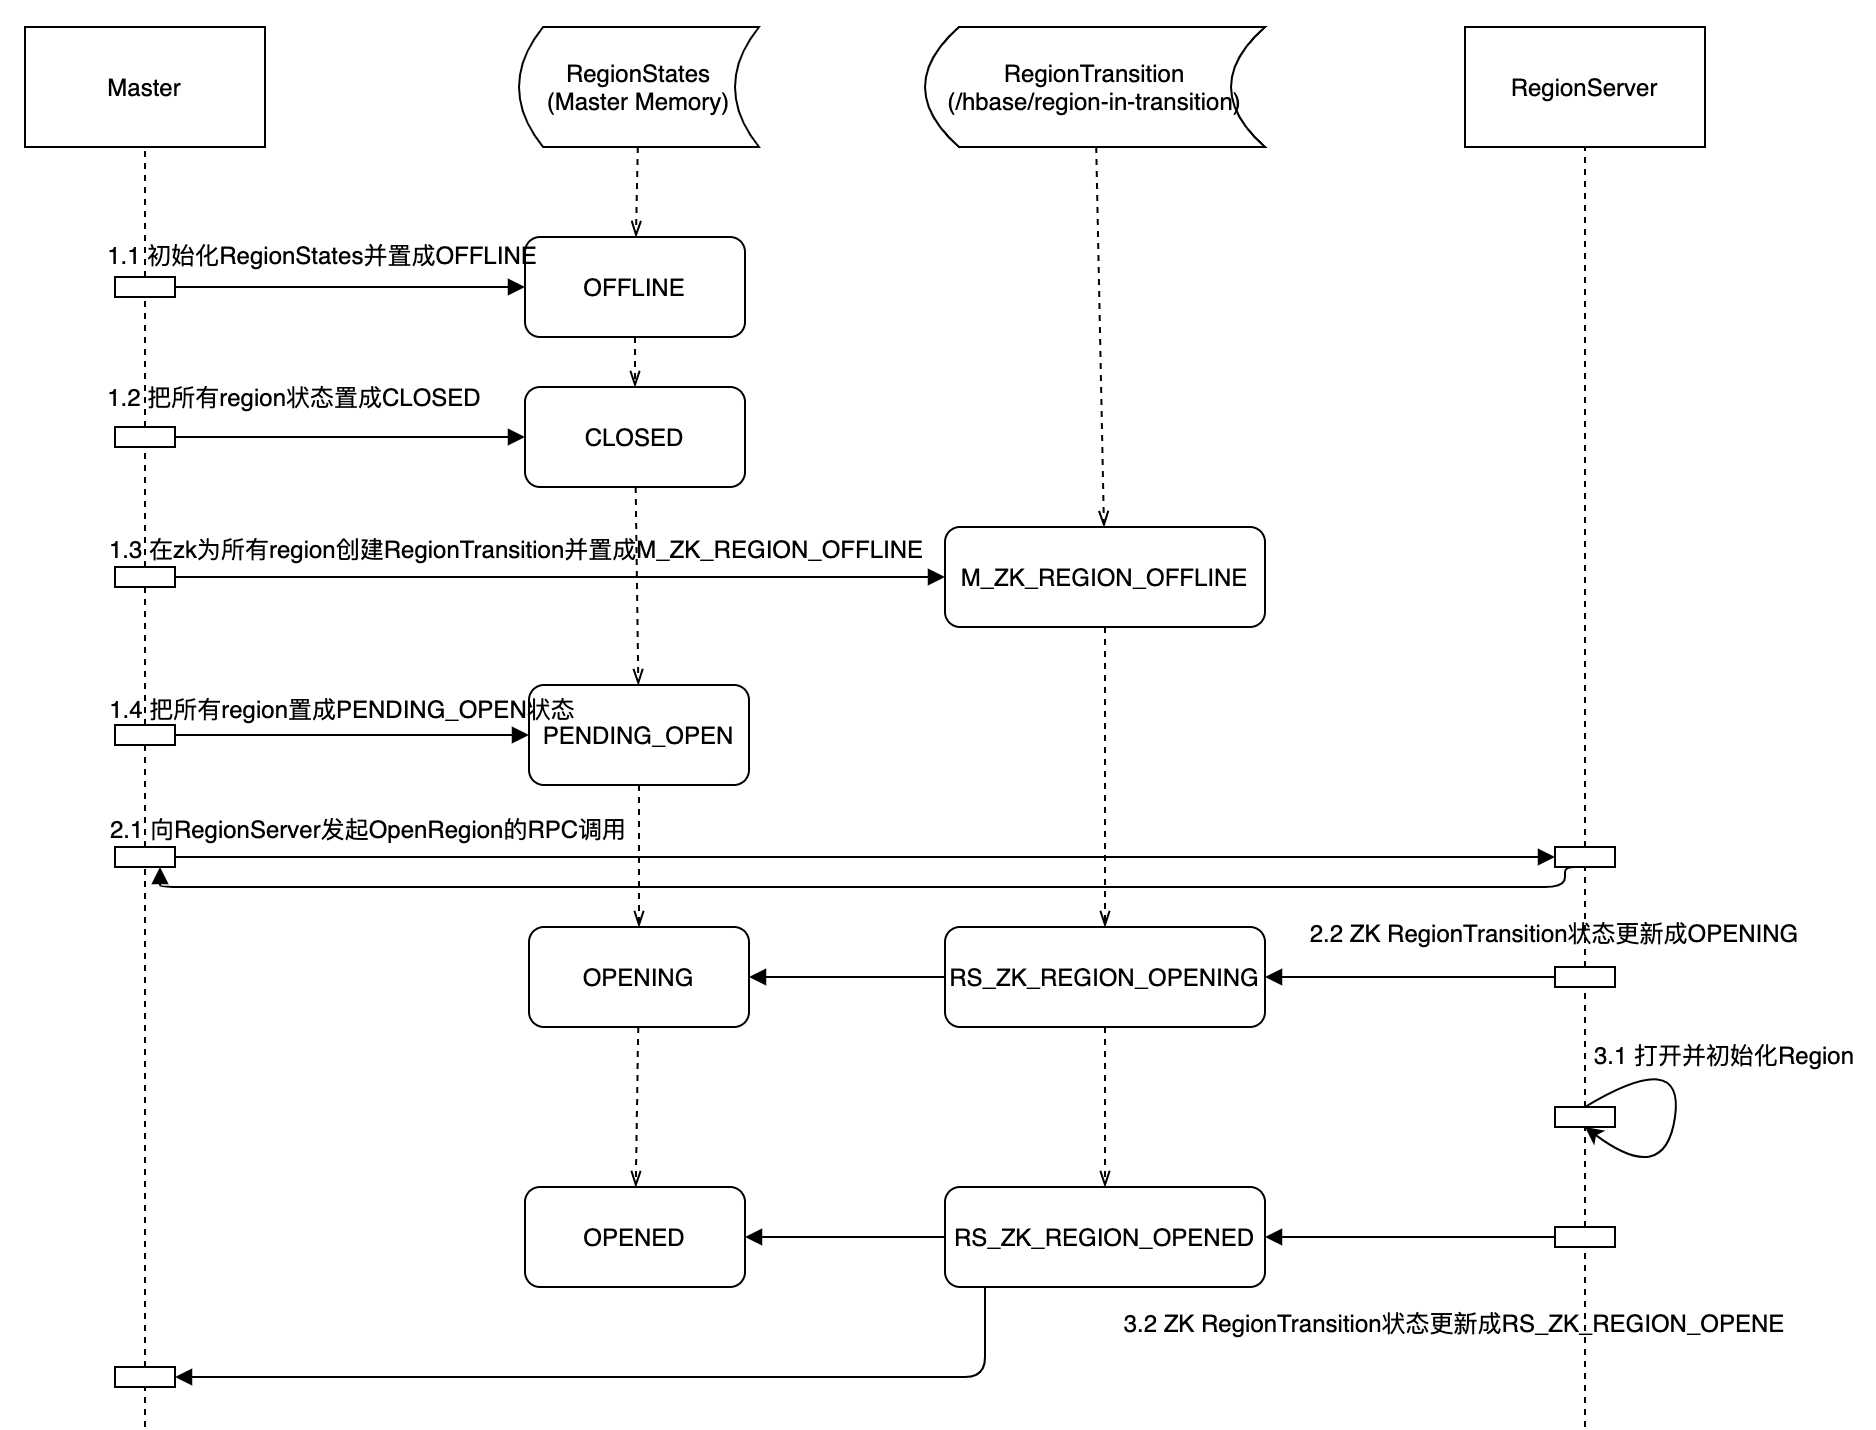 Master
RegionStates
(Master Memory)
RegionTransition
(/hbase/region-in-transition)
RegionServer
1.1 初始化RegionStates并置成OFFLINE
OFFLINE
1.2 把所有region状态置成CLOSED
CLOSED
1.3 在zk为所有region创建RegionTransition并置成M_ZK_REGION_OFFLINE
M_ZK_REGION_OFFLINE
1.4 把所有region置成PENDING_OPEN状态
PENDING_OPEN
2.1 向RegionServer发起OpenRegion的RPC调用
2.2 ZK RegionTransition状态更新成OPENING
OPENING
RS_ZK_REGION_OPENING
3.1 打开并初始化Region
OPENED
RS_ZK_REGION_OPENED
3.2 ZK RegionTransition状态更新成RS_ZK_REGION_OPENE